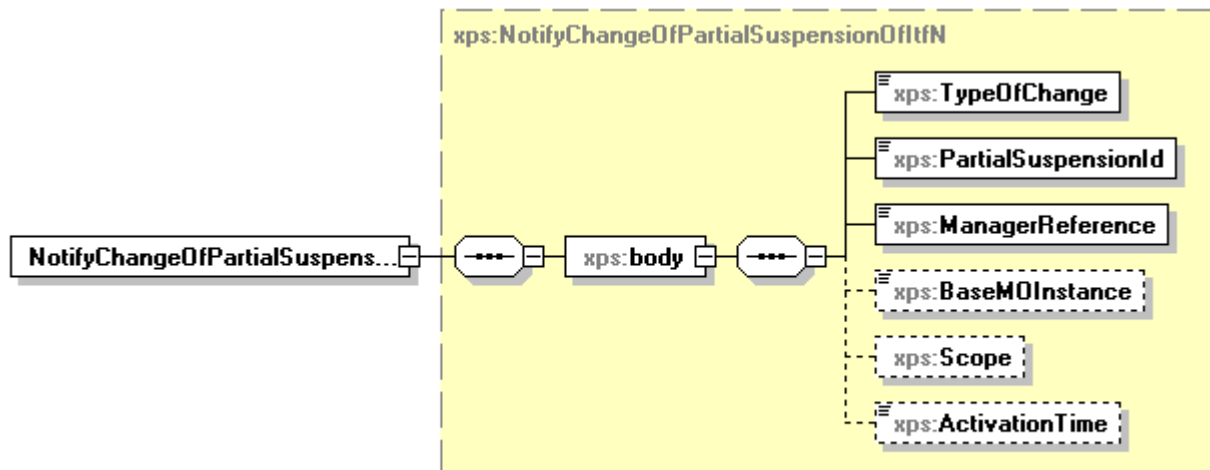 xps:NotifyChangeOfPartialSuspensionOfItfN
xps:TypeOfChange
xps:PartialSuspensionId
xps:ManagerReference
NotifyChangeOfPartialSuspens...
xps:body
xps:BaseMOInstance
xps:Scope
xps:ActivationTime